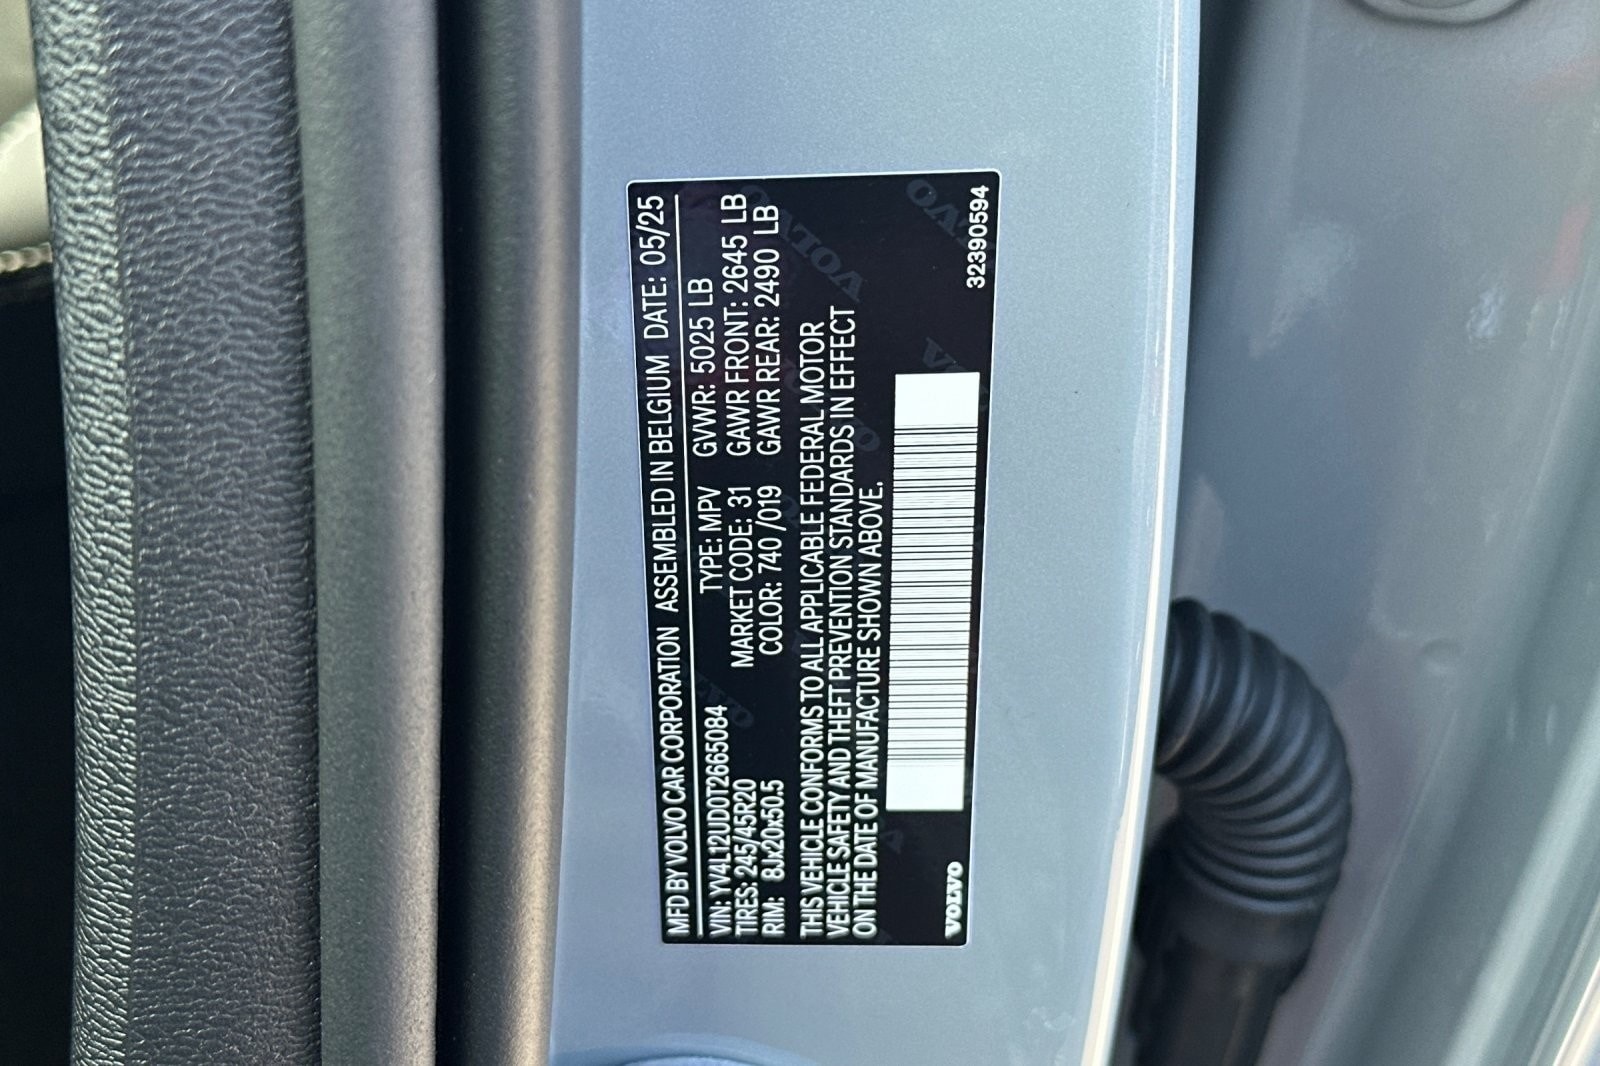 MFD BY VOLVO CAR CORPORATION ASSEMBLED IN BELGIUM DATE: 05/25
VIN: YV4L12UD0T2665084 TYPE: MPV GVWR: 5025 LB
TIRES: 245/45R20 MARKET CODE: 31 GAWR FRONT: 2645 LB
RIM: 8Jx20x50.5 COLOR: 740 /019 GAWR REAR: 2490 LB
THIS VEHICLE CONFORMS TO ALL APPLICABLE FEDERAL MOTOR
VEHICLE SAFETY AND THEFT PREVENTION STANDARDS IN EFFECT
ON THE DATE OF MANUFACTURE SHOWN ABOVE.
VOLVO 32390594